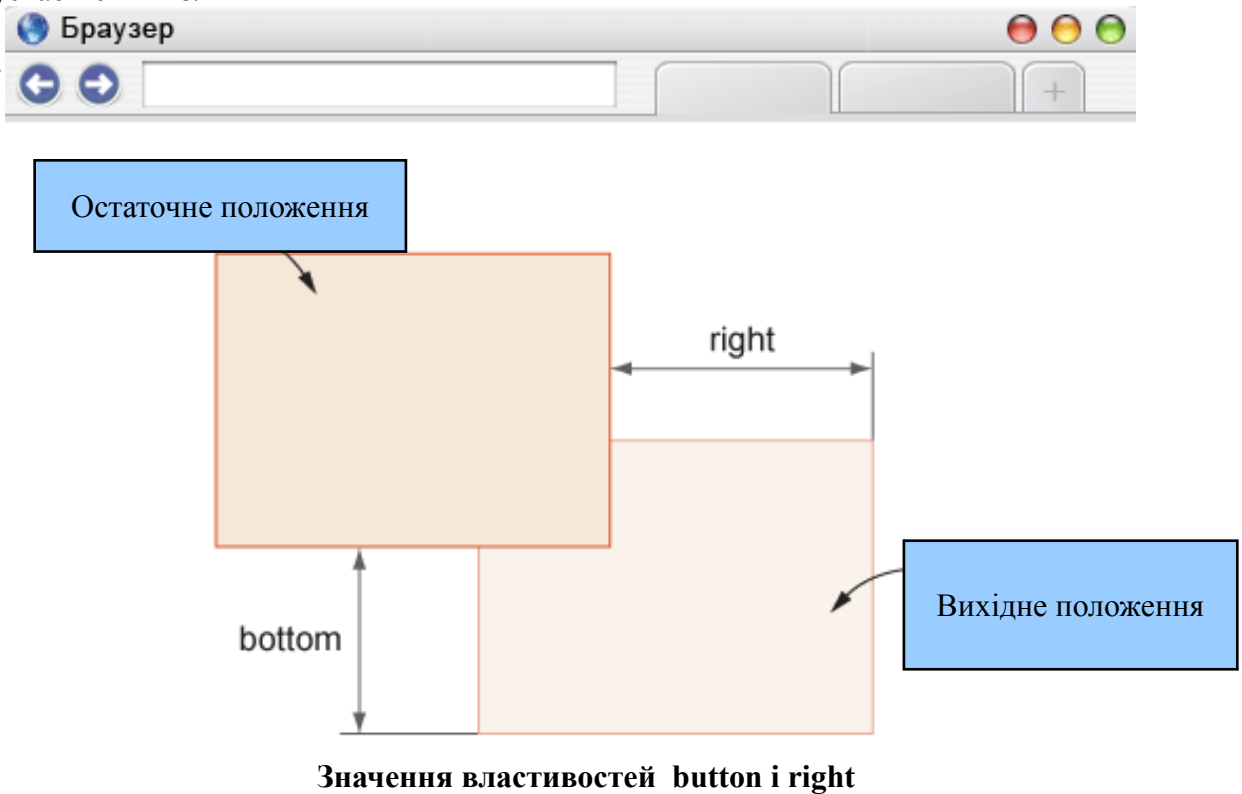 Браузер
+
Остаточне положення
right
Вихідне положення
bottom
Значення властивостей button і right